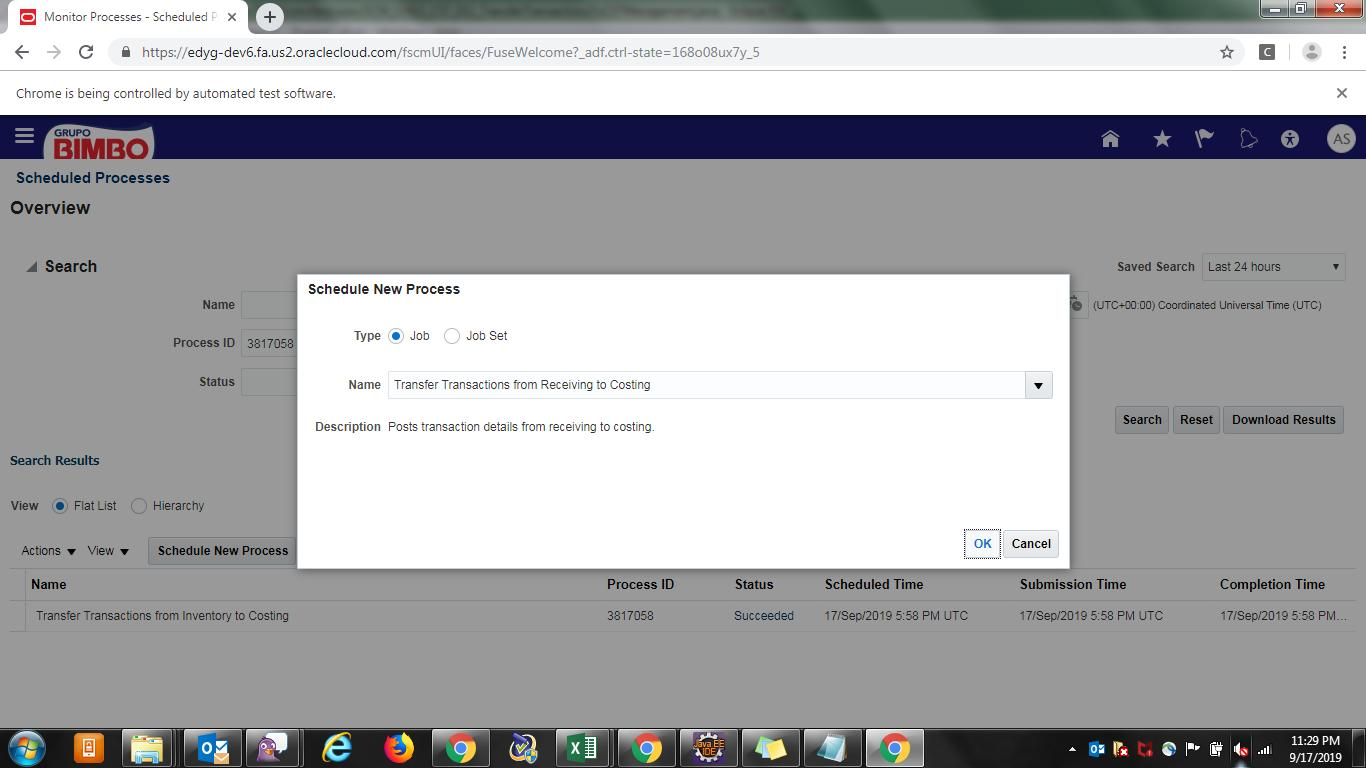 Monitor Processes - Scheduled P
https://edyg-dev6.fa.us2.oraclecloud.com/fscmUI/faces/FuseWelcome?_adf.ctrl-state=168o08ux7y_5
C
Chrome is being controlled by automated test software.
GRUPO
BIMBO
AS
Scheduled Processes
Overview
Search
Saved Search Last 24 hours
Name
(UTC+00:00) Coordinated Universal Time (UTC)
Process ID 3817058
Status
Search Reset Download Results
Schedule New Process
Type Job Job Set
Name Transfer Transactions from Receiving to Costing
Description Posts transaction details from receiving to costing.
OK Cancel
Search Results
View Flat List Hierarchy
Actions View Schedule New Process
Name Process ID Status Scheduled Time Submission Time Completion Time
Transfer Transactions from Inventory to Costing 3817058 Succeeded 17/Sep/2019 5:58 PM UTC 17/Sep/2019 5:58 PM UTC 17/Sep/2019 5:58 PM...
Java EE
IDE
11:29 PM
9/17/2019